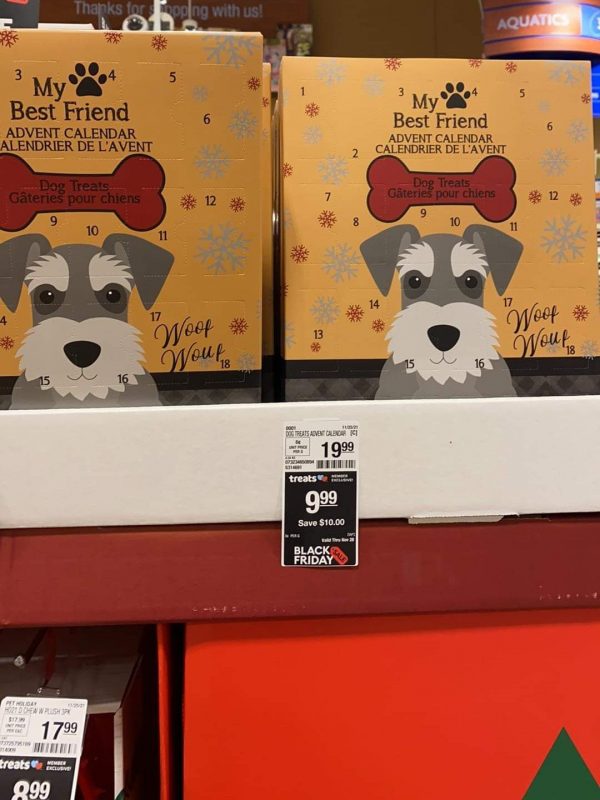 Thanks for shopping with us!
AQUATICS
My
Best Friend
ADVENT CALENDAR
CALENDRIER DE L'AVENT
Dog Treats
Gâteries pour chiens
3
4
5
6
12
9
10
11
17
Woof
Wouf
18
15
16
My
Best Friend
ADVENT CALENDAR
CALENDRIER DE L'AVENT
Dog Treats
Gâteries pour chiens
1
3
4
5
6
2
7
8
9
10
11
12
14
13
17
Woof
Wouf
18
15
16
DOG TREATS ADVENT CALENDAR
19.99
treats MEMBER EXCLUSIVE
9.99
Save $10.00
Valid Thru Nov 28
BLACK
FRIDAY
SALE
PET HOLIDAY
$17.99
17.99
treats MEMBER EXCLUSIVE
8.99